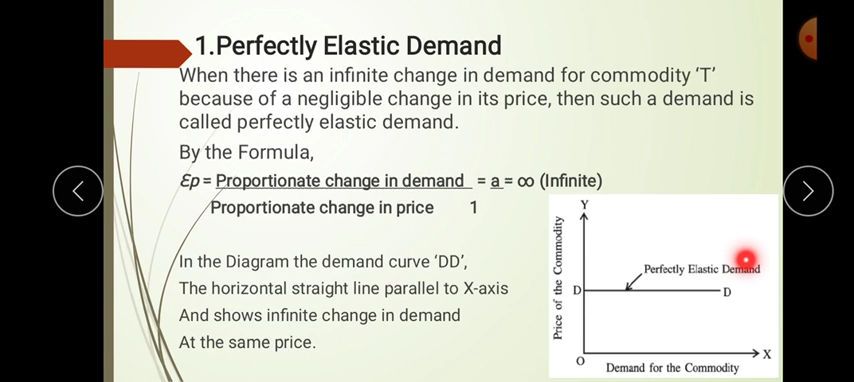 1.Perfectly Elastic Demand
When there is an infinite change in demand for commodity ‘T’
because of a negligible change in its price, then such a demand is
called perfectly elastic demand.
By the Formula,
Ɛp = Proportionate change in demand = a = ∞ (Infinite)
Proportionate change in price 1
In the Diagram the demand curve ‘DD’,
The horizontal straight line parallel to X-axis
And shows infinite change in demand
At the same price.
Y
Price of the Commodity
Perfectly Elastic Demand
D
D
O
X
Demand for the Commodity